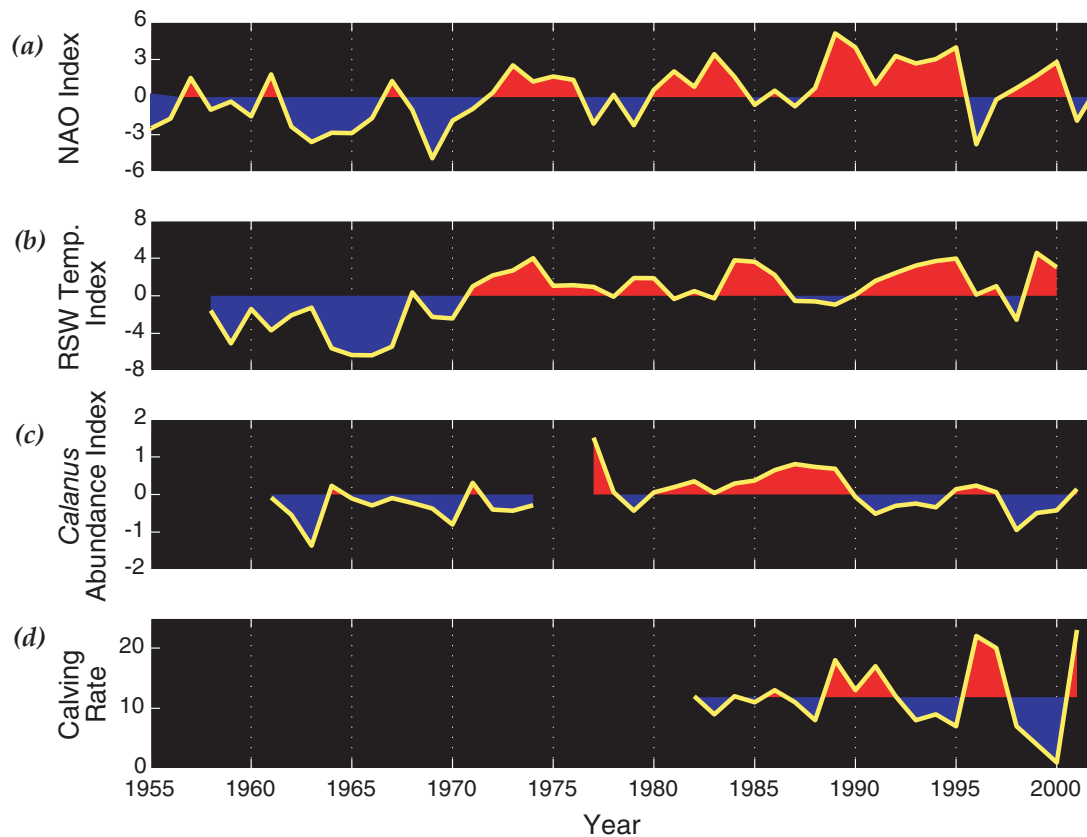 (a)
NAO Index
6
3
0
-3
-6
(b)
RSW Temp.
Index
8
4
0
-4
-8
(c)
Calanus
Abundance Index
2
1
0
-1
-2
(d)
Calving
Rate
20
10
0
1955 1960 1965 1970 1975 1980 1985 1990 1995 2000
Year